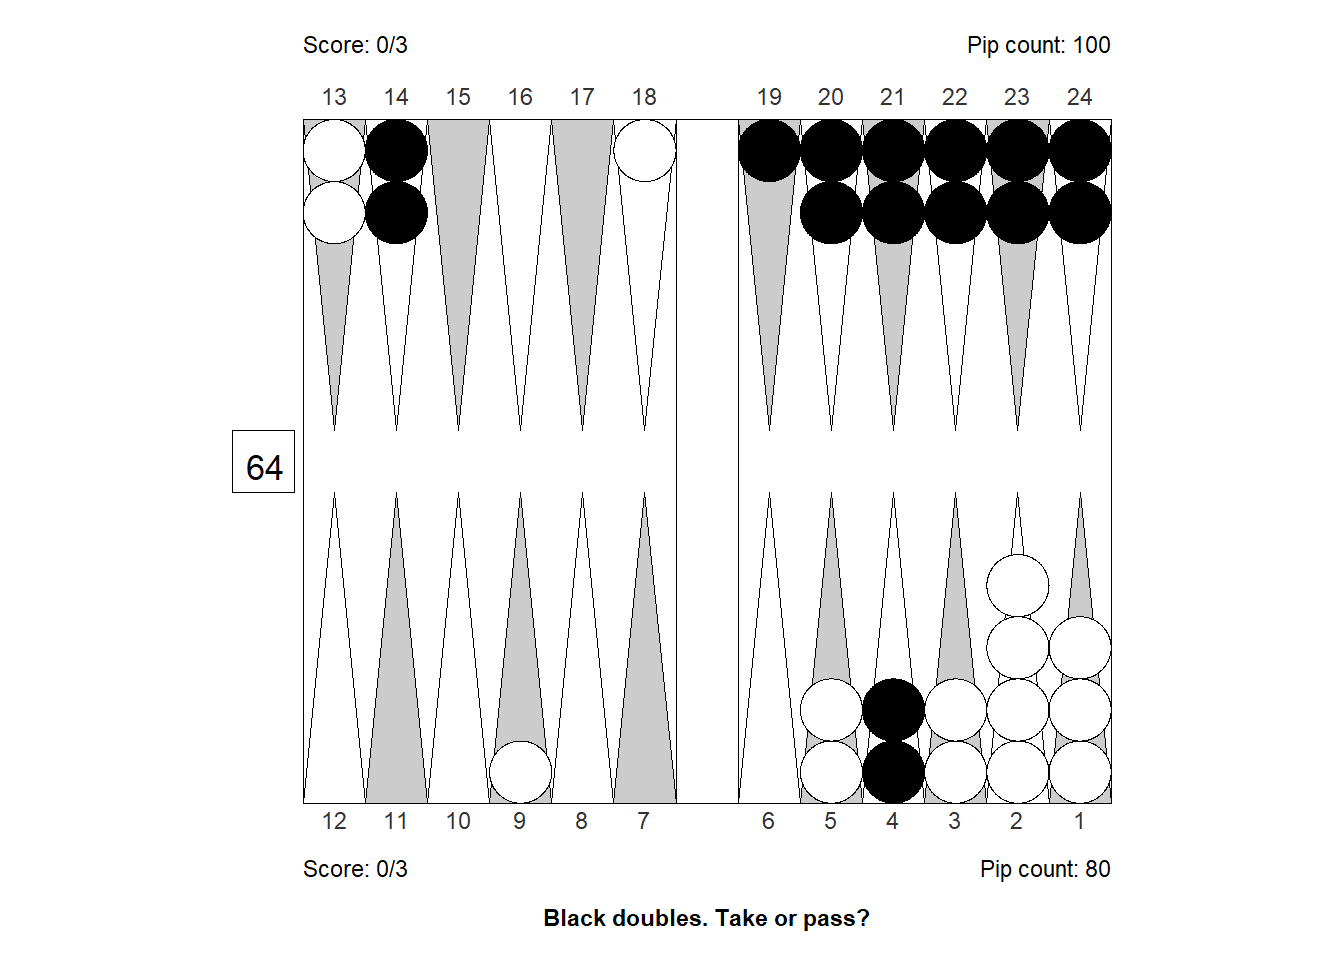 Score: 0/3 Pip count: 100
13 14 15 16 17 18 19 20 21 22 23 24
64
12 11 10 9 8 7 6 5 4 3 2 1
Score: 0/3 Pip count: 80
Black doubles. Take or pass?